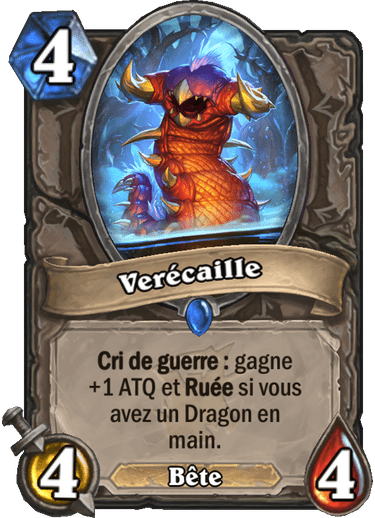 4
Verécaille
Cri de guerre : gagne
+1 ATQ et Ruée si vous
avez un Dragon en
main.
4
Bête
4